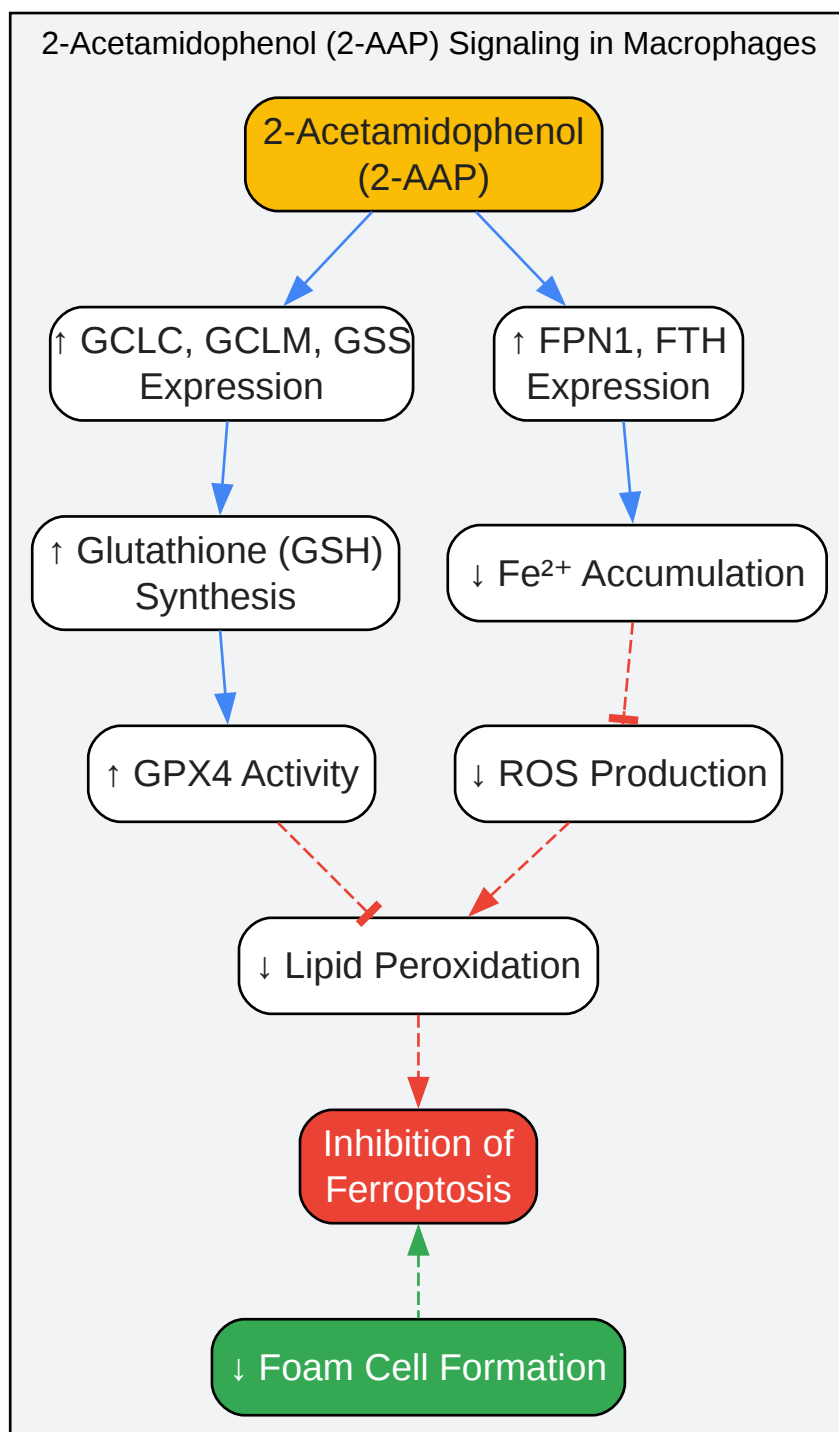 2-Acetamidophenol (2-AAP) Signaling in Macrophages
2-Acetamidophenol
(2-AAP)
↑ GCLC, GCLM, GSS
Expression
↑ FPN1, FTH
Expression
↑ Glutathione (GSH)
Synthesis
↓ Fe²⁺ Accumulation
↑ GPX4 Activity
↓ ROS Production
↓ Lipid Peroxidation
Inhibition of
Ferroptosis
↓ Foam Cell Formation